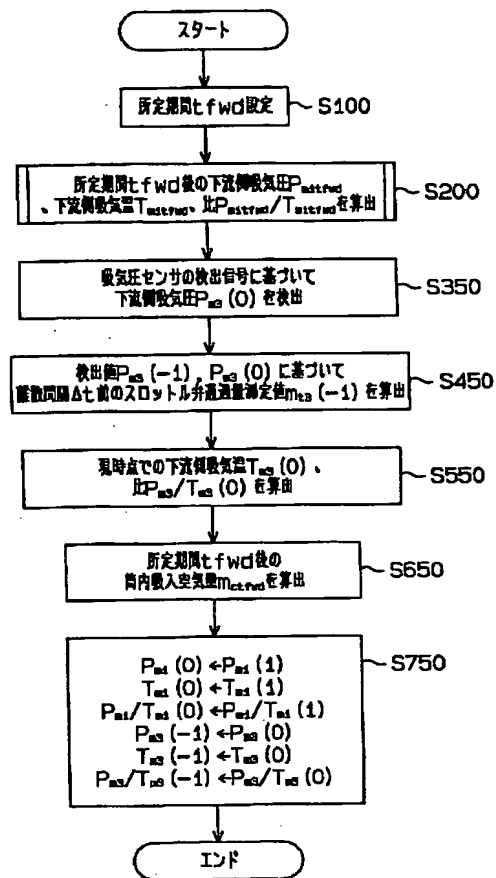 スタート
所定期間tfwd設定
S100
所定期間tfwd後の下流側吸気圧Pmitfwd
、下流側吸気温Tmitfwd、比Pmitfwd/Tmitfwdを算出
S200
吸気圧センサの検出信号に基づいて
下流側吸気圧Pm3(0)を検出
S350
検出値Pm3(-1), Pm3(0)に基づいて
離散間隔Δt前のスロットル弁通過量測定値mt3(-1)を算出
S450
現時点での下流側吸気温Tm3(0)、
比Pm3/Tm3(0)を算出
S550
所定期間tfwd後の
筒内吸入空気量mctfwdを算出
S650
Pm1(0)←Pm1(1)
Tm1(0)←Tm1(1)
Pm1/Tm1(0)←Pm1/Tm1(1)
Pm3(-1)←Pm3(0)
Tm3(-1)←Tm3(0)
Pm3/Tm3(-1)←Pm3/Tm3(0)
S750
エンド